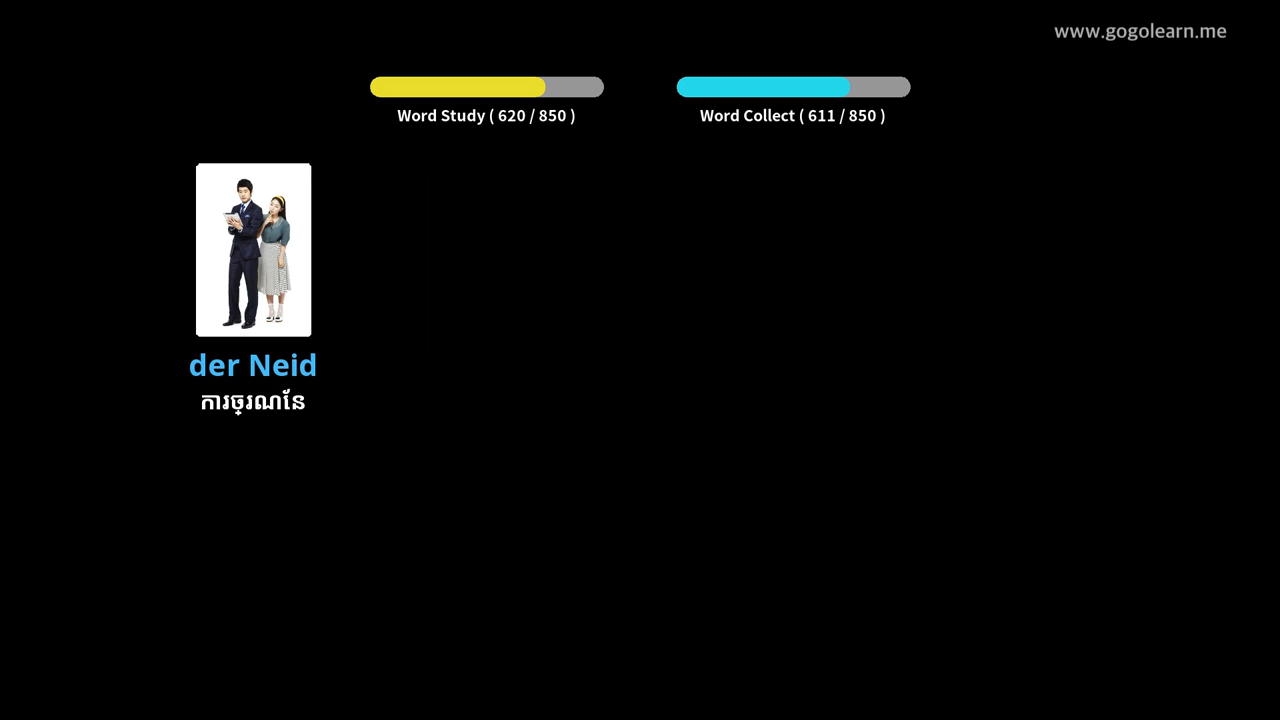 www.gogolearn.me
Word Study ( 620 / 850 )
Word Collect ( 611 / 850 )
der Neid
ការច្រណែន